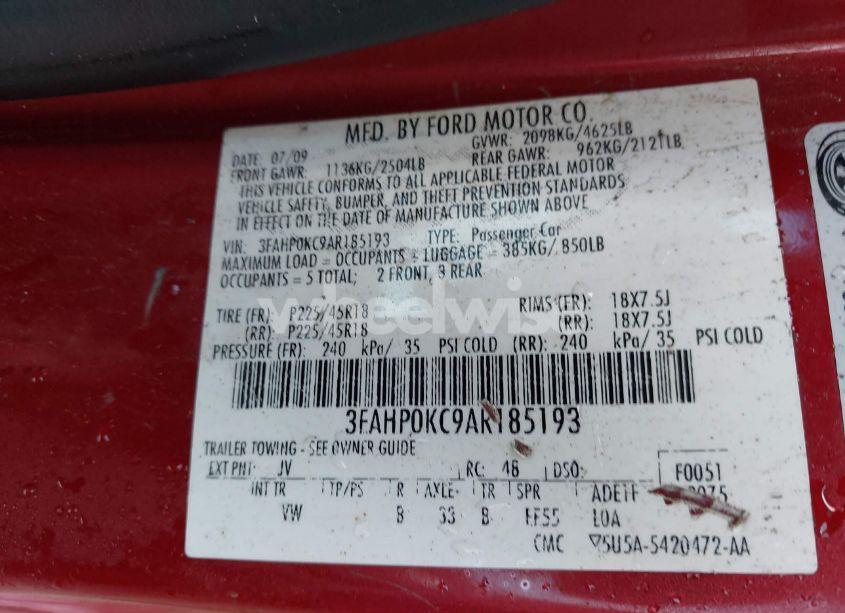 MFD. BY FORD MOTOR CO.
DATE: 07/09 GVWR: 2098KG/4625LB
FRONT GAWR: 1136KG/2504LB REAR GAWR: 962KG/2121LB
THIS VEHICLE CONFORMS TO ALL APPLICABLE FEDERAL MOTOR
VEHICLE SAFETY, BUMPER, AND THEFT PREVENTION STANDARDS
IN EFFECT ON THE DATE OF MANUFACTURE SHOWN ABOVE
VIN: 3FAHP0KC9AR185193 TYPE: Passenger Car
MAXIMUM LOAD = OCCUPANTS + LUGGAGE = 385KG/ 850LB
OCCUPANTS = 5 TOTAL; 2 FRONT, 3 REAR
wheelwise
TIRE (FR): P225/45R18 RIMS (FR): 18X7.5J
(RR): P225/45R18 (RR): 18X7.5J
PRESSURE (FR): 240 kPa/ 35 PSI COLD (RR): 240 kPa/ 35 PSI COLD
3FAHP0KC9AR185193
TRAILER TOWING - SEE OWNER GUIDE
EXT PNT: JV RC: 46 DSO: F0051
INT TR TP/PS R AXLE TR SPR ADETF
VW B 33 B FFSS LOA
CMC 5U5A-5420472-AA